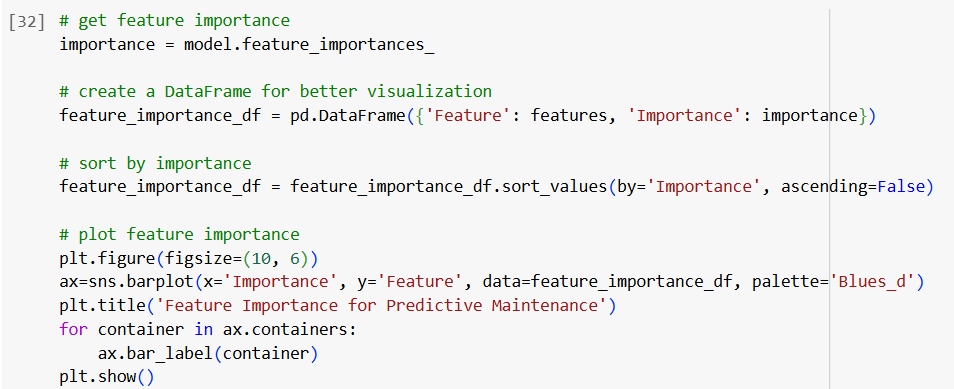 [32] # get feature importance
importance = model.feature_importances_
# create a DataFrame for better visualization
feature_importance_df = pd.DataFrame({'Feature': features, 'Importance': importance})
# sort by importance
feature_importance_df = feature_importance_df.sort_values(by='Importance', ascending=False)
# plot feature importance
plt.figure(figsize=(10, 6))
ax=sns.barplot(x='Importance', y='Feature', data=feature_importance_df, palette='Blues_d')
plt.title('Feature Importance for Predictive Maintenance')
for container in ax.containers:
    ax.bar_label(container)
plt.show()